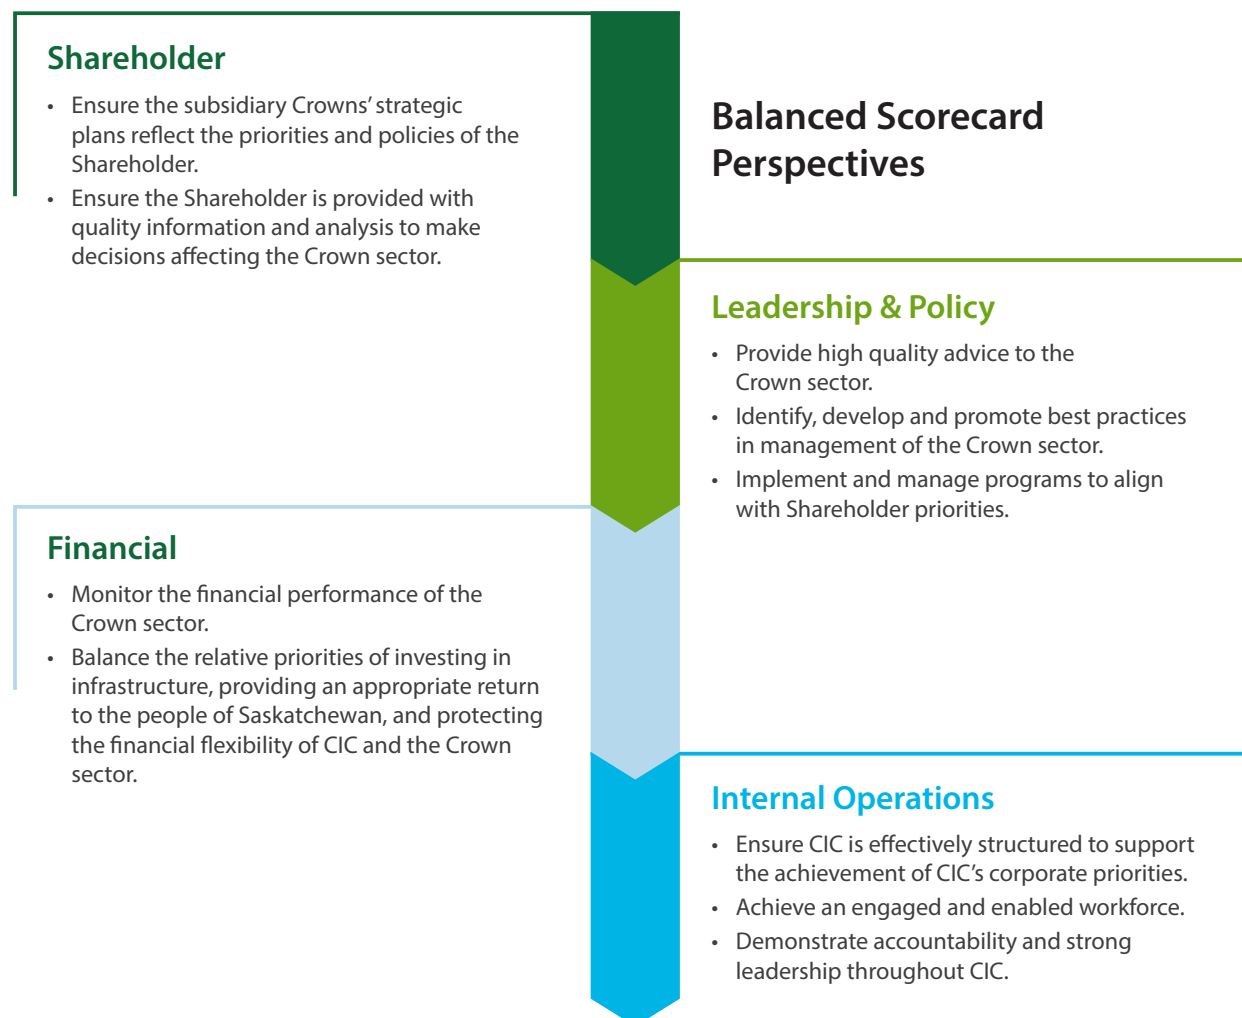 Balanced Scorecard
Perspectives
Shareholder
• Ensure the subsidiary Crowns’ strategic
plans reflect the priorities and policies of the
Shareholder.
• Ensure the Shareholder is provided with
quality information and analysis to make
decisions affecting the Crown sector.
Leadership & Policy
• Provide high quality advice to the
Crown sector.
• Identify, develop and promote best practices
in management of the Crown sector.
• Implement and manage programs to align
with Shareholder priorities.
Financial
• Monitor the financial performance of the
Crown sector.
• Balance the relative priorities of investing in
infrastructure, providing an appropriate return
to the people of Saskatchewan, and protecting
the financial flexibility of CIC and the Crown
sector.
Internal Operations
• Ensure CIC is effectively structured to support
the achievement of CIC’s corporate priorities.
• Achieve an engaged and enabled workforce.
• Demonstrate accountability and strong
leadership throughout CIC.